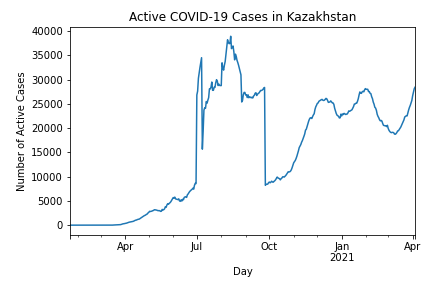 Active COVID-19 Cases in Kazakhstan
Number of Active Cases
40000
35000
30000
25000
20000
15000
10000
5000
0
Apr Jul Oct Jan Apr
2021
Day